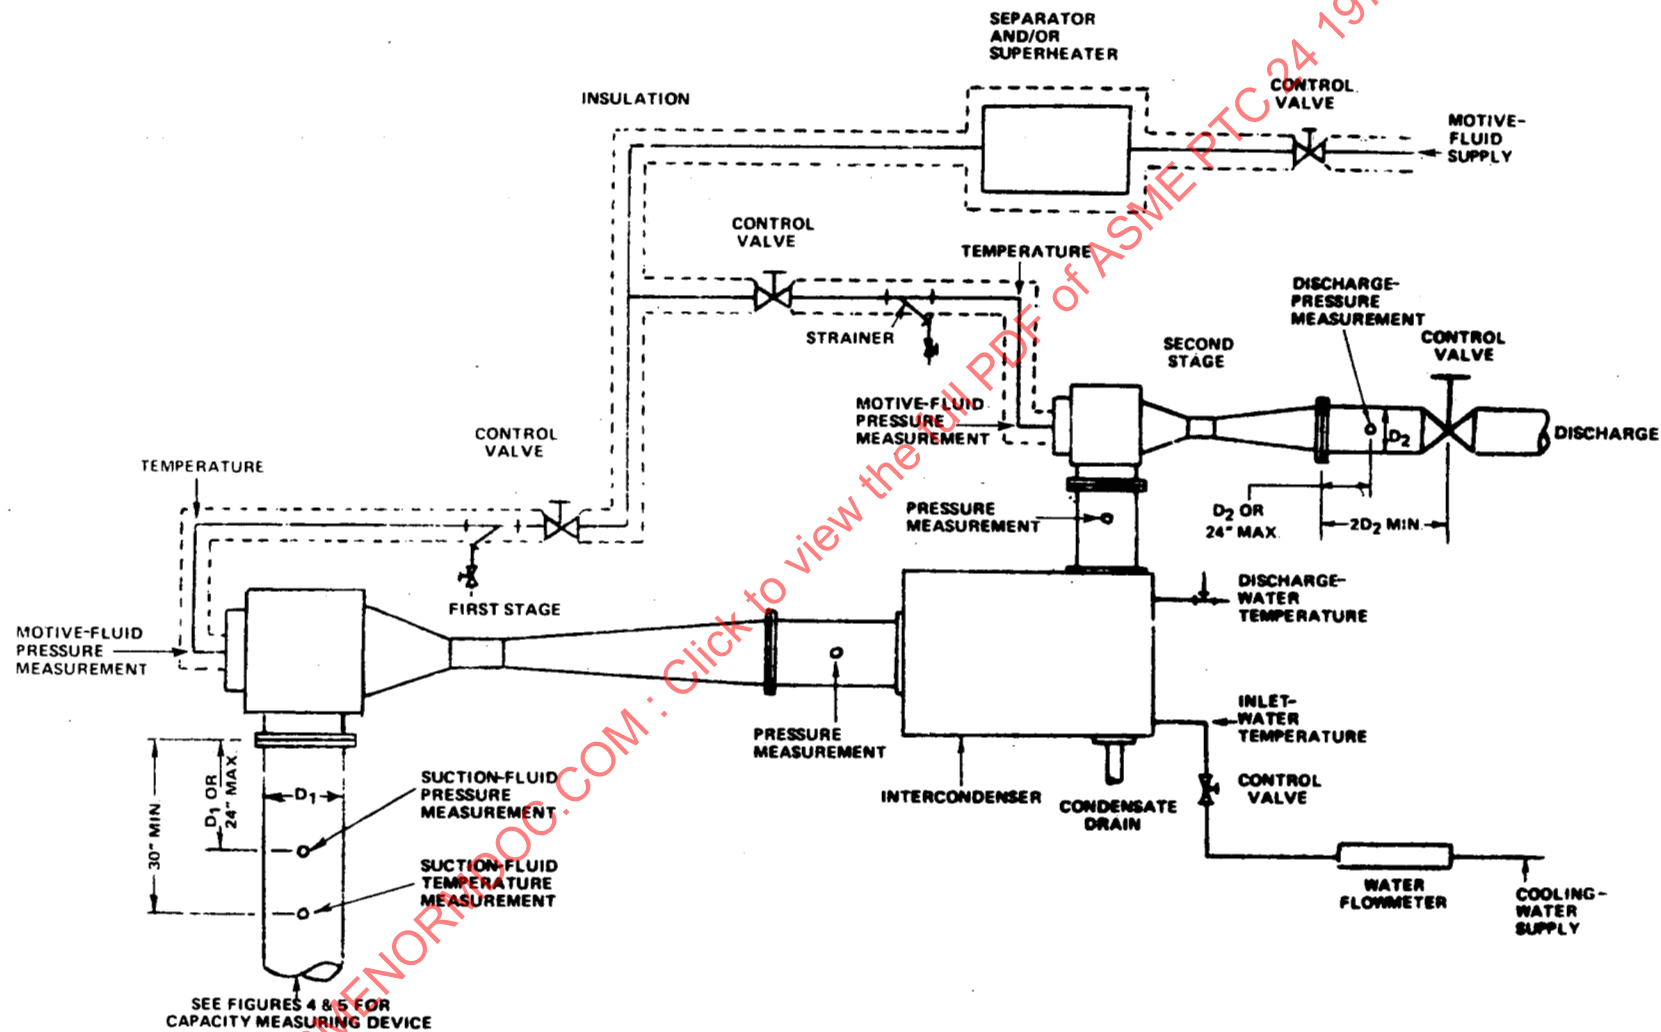 SEPARATOR
AND/OR
SUPERHEATER
CONTROL
VALVE
MOTIVE-
FLUID
SUPPLY
INSULATION
CONTROL
VALVE
TEMPERATURE
STRAINER
DISCHARGE-
PRESSURE
MEASUREMENT
SECOND
STAGE
CONTROL
VALVE
MOTIVE-FLUID
PRESSURE
MEASUREMENT
D2
DISCHARGE
CONTROL
VALVE
TEMPERATURE
PRESSURE
MEASUREMENT
D2 OR
24" MAX.
2D2 MIN.
FIRST STAGE
DISCHARGE-
WATER
TEMPERATURE
MOTIVE-FLUID
PRESSURE
MEASUREMENT
PRESSURE
MEASUREMENT
INLET-
WATER
TEMPERATURE
30" MIN.
D1 OR
24" MAX.
D1
SUCTION-FLUID
PRESSURE
MEASUREMENT
INTERCONDENSER
CONDENSATE
DRAIN
CONTROL
VALVE
SUCTION-FLUID
TEMPERATURE
MEASUREMENT
WATER
FLOWMETER
COOLING-
WATER
SUPPLY
SEE FIGURES 4 & 5 FOR
CAPACITY MEASURING DEVICE
MENORMDOC.COM : Click to view the full PDF of ASME PTC 24 197